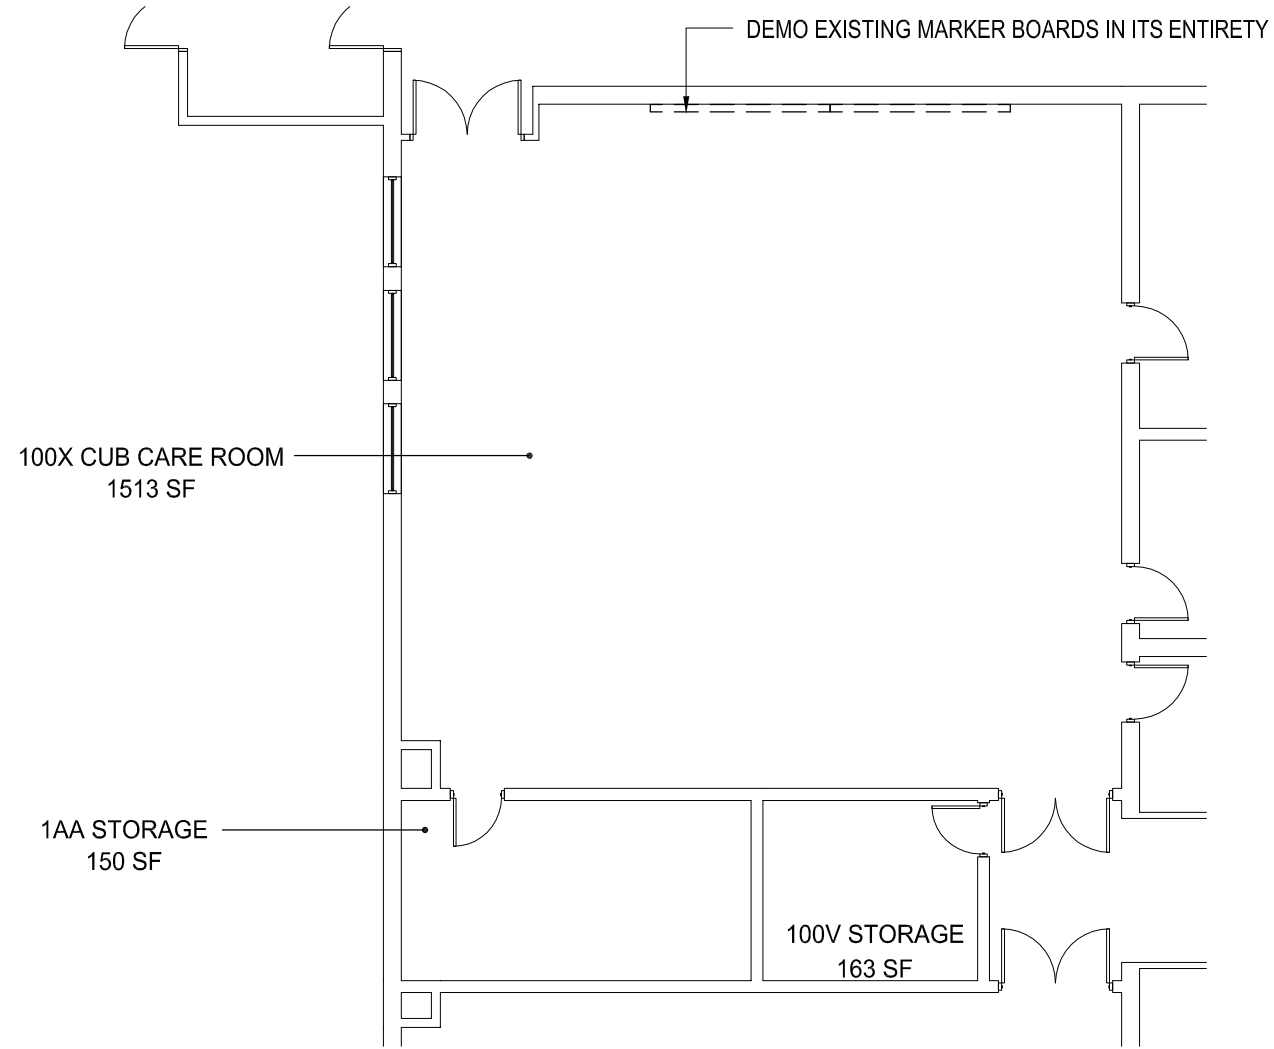 DEMO EXISTING MARKER BOARDS IN ITS ENTIRETY
100X CUB CARE ROOM
1513 SF
1AA STORAGE
150 SF
100V STORAGE
163 SF